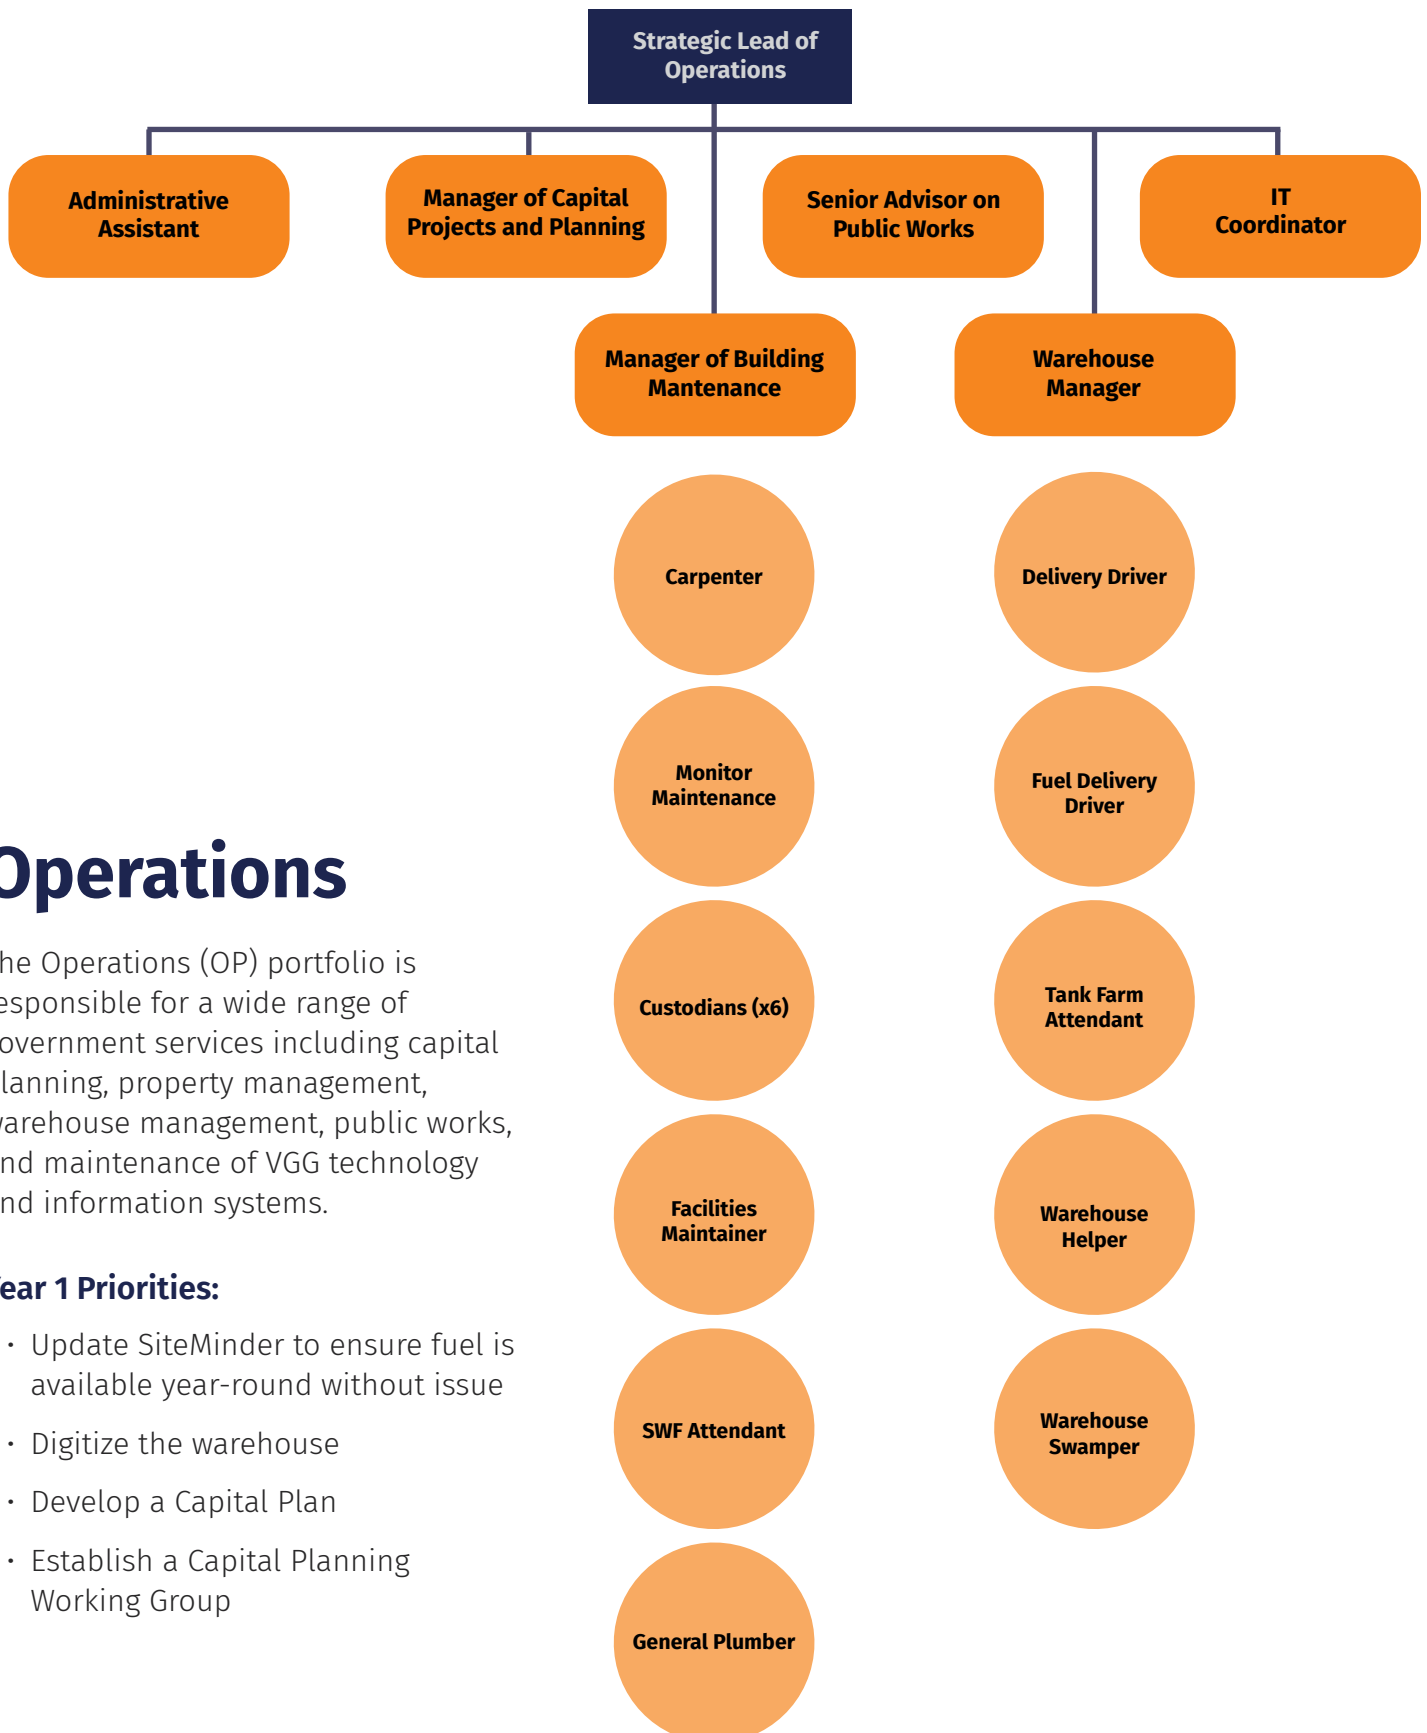 Strategic Lead of
Operations
Administrative
Assistant
Manager of Capital
Projects and Planning
Senior Advisor on
Public Works
IT
Coordinator
Manager of Building
Mantenance
Warehouse
Manager
Carpenter
Delivery Driver
Monitor
Maintenance
Fuel Delivery
Driver
Custodians (x6)
Tank Farm
Attendant
Facilities
Maintainer
Warehouse
Helper
SWF Attendant
Warehouse
Swamper
General Plumber
Operations
he Operations (OP) portfolio is
esponsible for a wide range of
overnment services including capital
lanning, property management,
warehouse management, public works,
nd maintenance of VGG technology
nd information systems.
Year 1 Priorities:
· Update SiteMinder to ensure fuel is
available year-round without issue
· Digitize the warehouse
· Develop a Capital Plan
· Establish a Capital Planning
Working Group